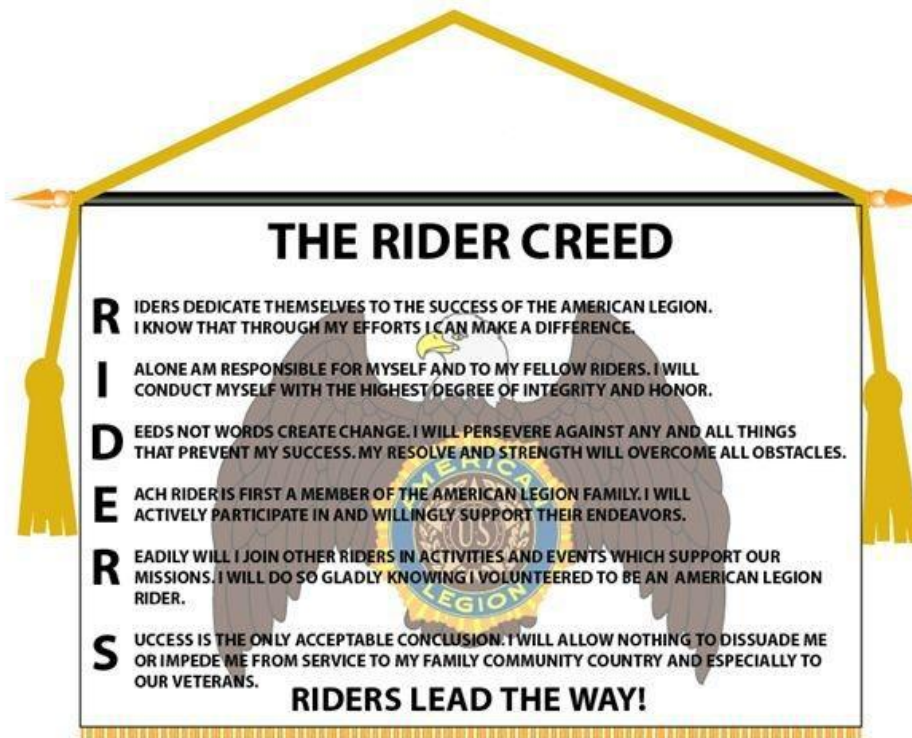 THE RIDER CREED
RIDERS DEDICATE THEMSELVES TO THE SUCCESS OF THE AMERICAN LEGION.
I KNOW THAT THROUGH MY EFFORTS I CAN MAKE A DIFFERENCE.
I ALONE AM RESPONSIBLE FOR MYSELF AND TO MY FELLOW RIDERS. I WILL
CONDUCT MYSELF WITH THE HIGHEST DEGREE OF INTEGRITY AND HONOR.
DEEDS NOT WORDS CREATE CHANGE. I WILL PERSEVERE AGAINST ANY AND ALL THINGS
THAT PREVENT MY SUCCESS. MY RESOLVE AND STRENGTH WILL OVERCOME ALL OBSTACLES.
EACH RIDER IS FIRST A MEMBER OF THE AMERICAN LEGION FAMILY. I WILL
ACTIVELY PARTICIPATE IN AND WILLINGLY SUPPORT THEIR ENDEAVORS.
READILY WILL I JOIN OTHER RIDERS IN ACTIVITIES AND EVENTS WHICH SUPPORT OUR
MISSIONS. I WILL DO SO GLADLY KNOWING I VOLUNTEERED TO BE AN AMERICAN LEGION
RIDER.
SUCCESS IS THE ONLY ACCEPTABLE CONCLUSION. I WILL ALLOW NOTHING TO DISSUADE ME
OR IMPEDE ME FROM SERVICE TO MY FAMILY COMMUNITY COUNTRY AND ESPECIALLY TO
OUR VETERANS.
RIDERS LEAD THE WAY!
AMERICAN
US
LEGION